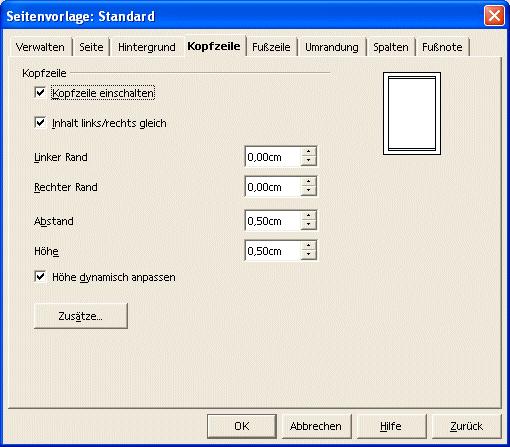 Seitenvorlage: Standard
Verwalten Seite Hintergrund Kopfzeile Fußzeile Umrandung Spalten Fußnote
Kopfzeile
Kopfzeile einschalten
Inhalt links/rechts gleich
Linker Rand 0,00cm
Rechter Rand 0,00cm
Abstand 0,50cm
Höhe 0,50cm
Höhe dynamisch anpassen
Zusätze...
OK Abbrechen Hilfe Zurück